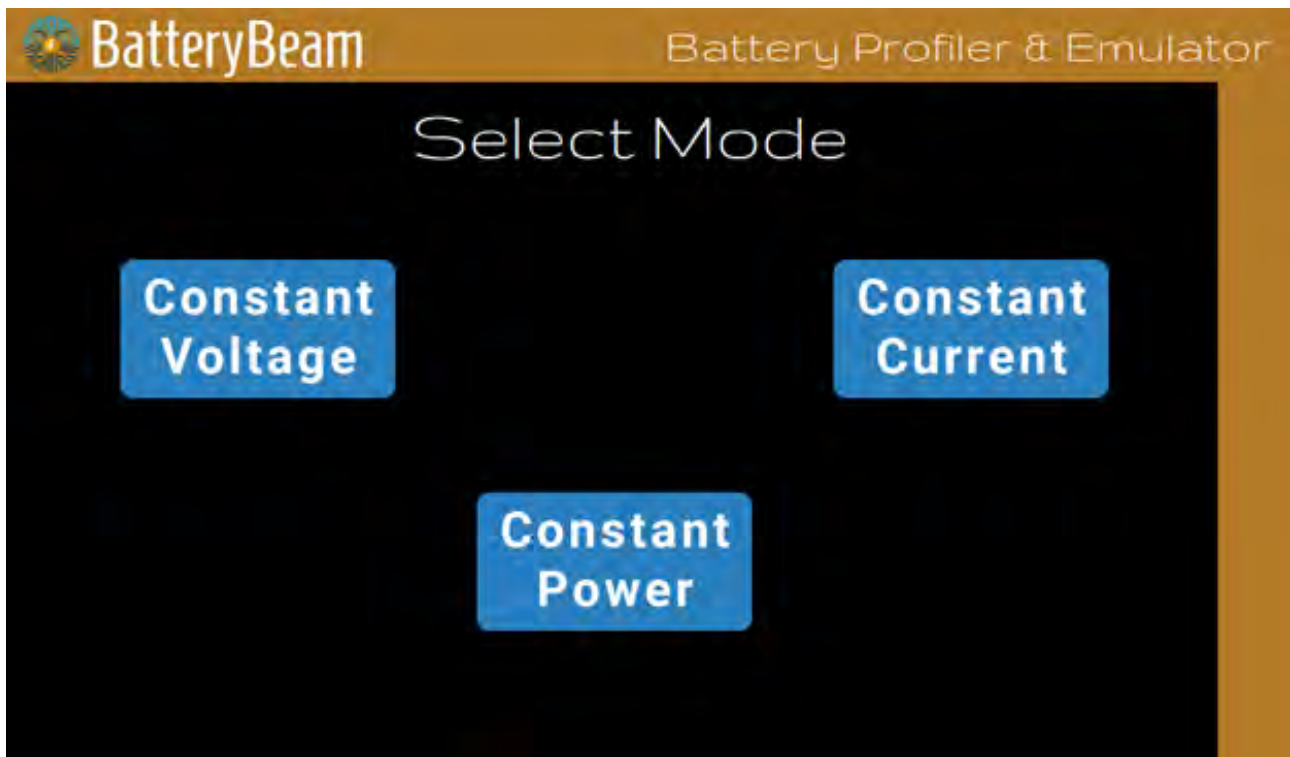 BatteryBeam
Battery Profiler & Emulator
Select Mode
Constant
Voltage
Constant
Current
Constant
Power